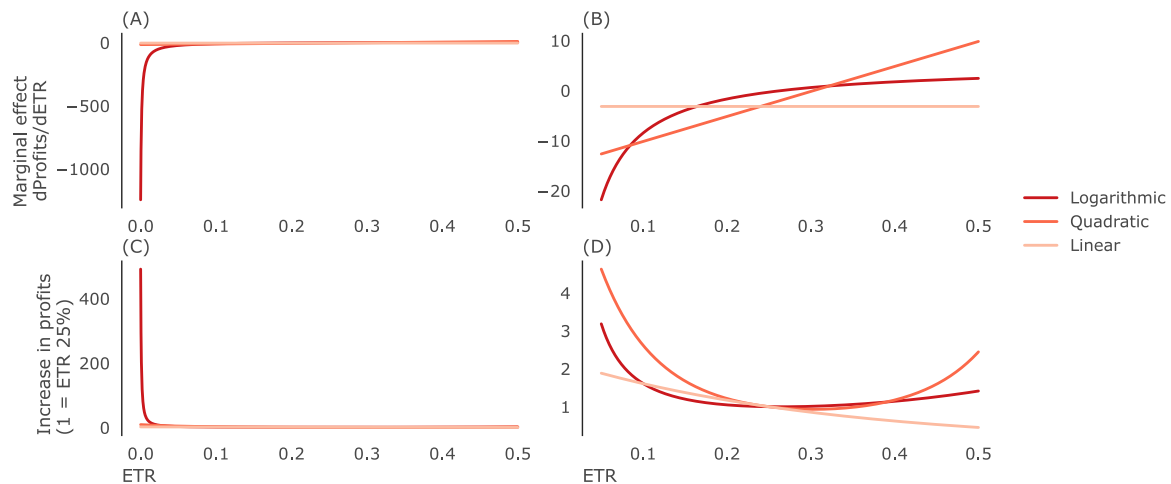 (A)
Marginal effect
dProfits/dETR
0
−500
−1000
0.0 0.1 0.2 0.3 0.4 0.5
(B)
10
0
−10
−20
0.1 0.2 0.3 0.4 0.5
Logarithmic
Quadratic
Linear
(C)
Increase in profits
(1 = ETR 25%)
400
200
0
0.0 0.1 0.2 0.3 0.4 0.5
ETR
(D)
4
3
2
1
0.1 0.2 0.3 0.4 0.5
ETR